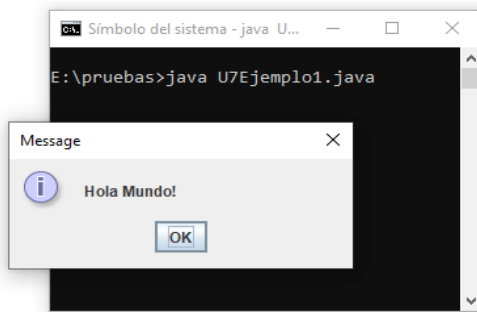 Símbolo del sistema - java U...
E:\pruebas>java U7Ejemplo1.java
Message
Hola Mundo!
OK